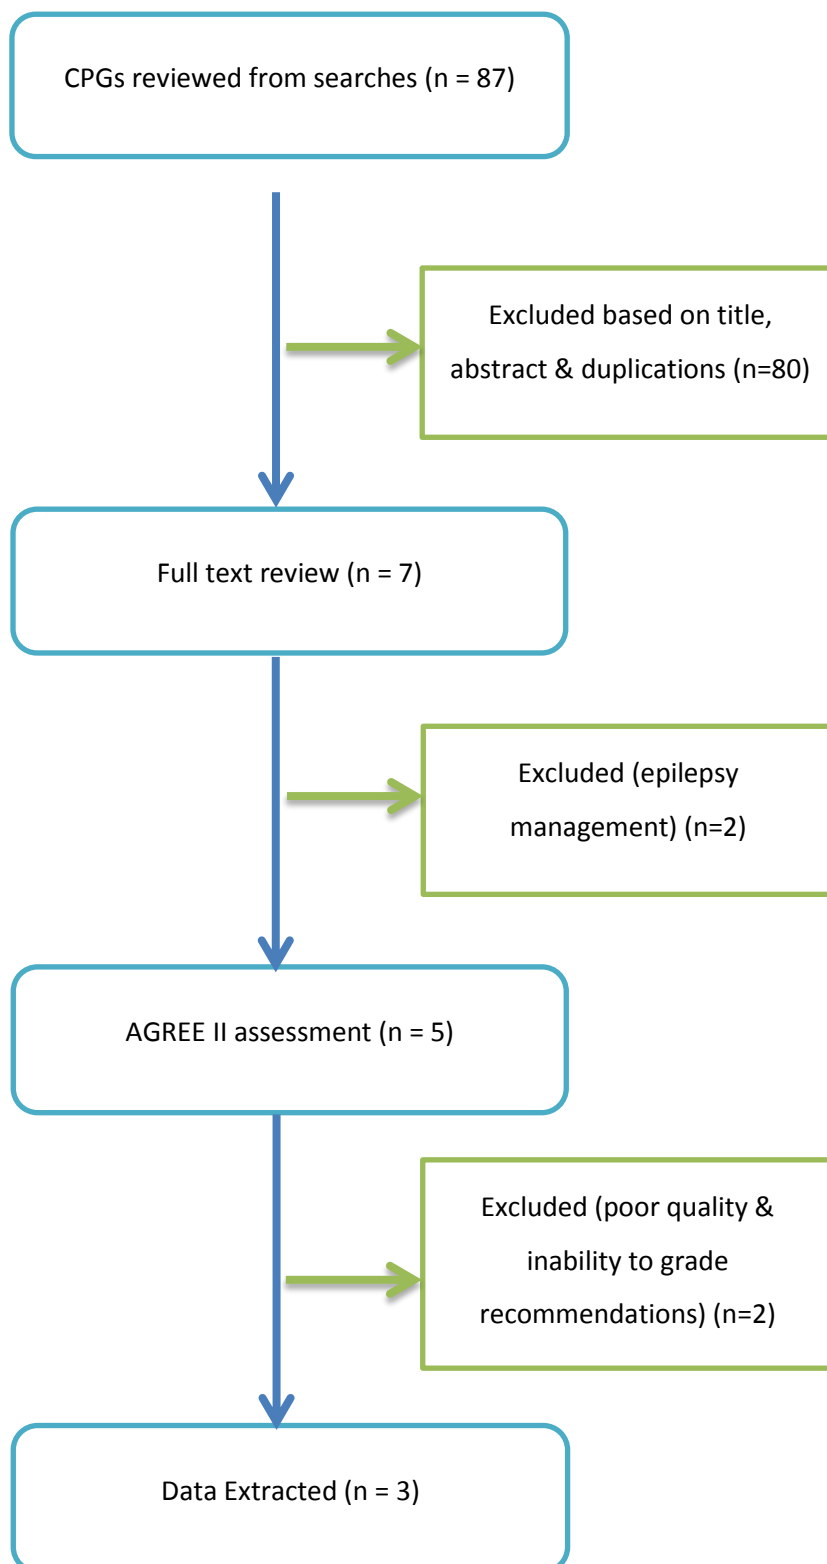 CPGs reviewed from searches (n = 87)
Excluded based on title,
abstract & duplications (n=80)
Full text review (n = 7)
Excluded (epilepsy
management) (n=2)
AGREE II assessment (n = 5)
Excluded (poor quality &
inability to grade
recommendations) (n=2)
Data Extracted (n = 3)